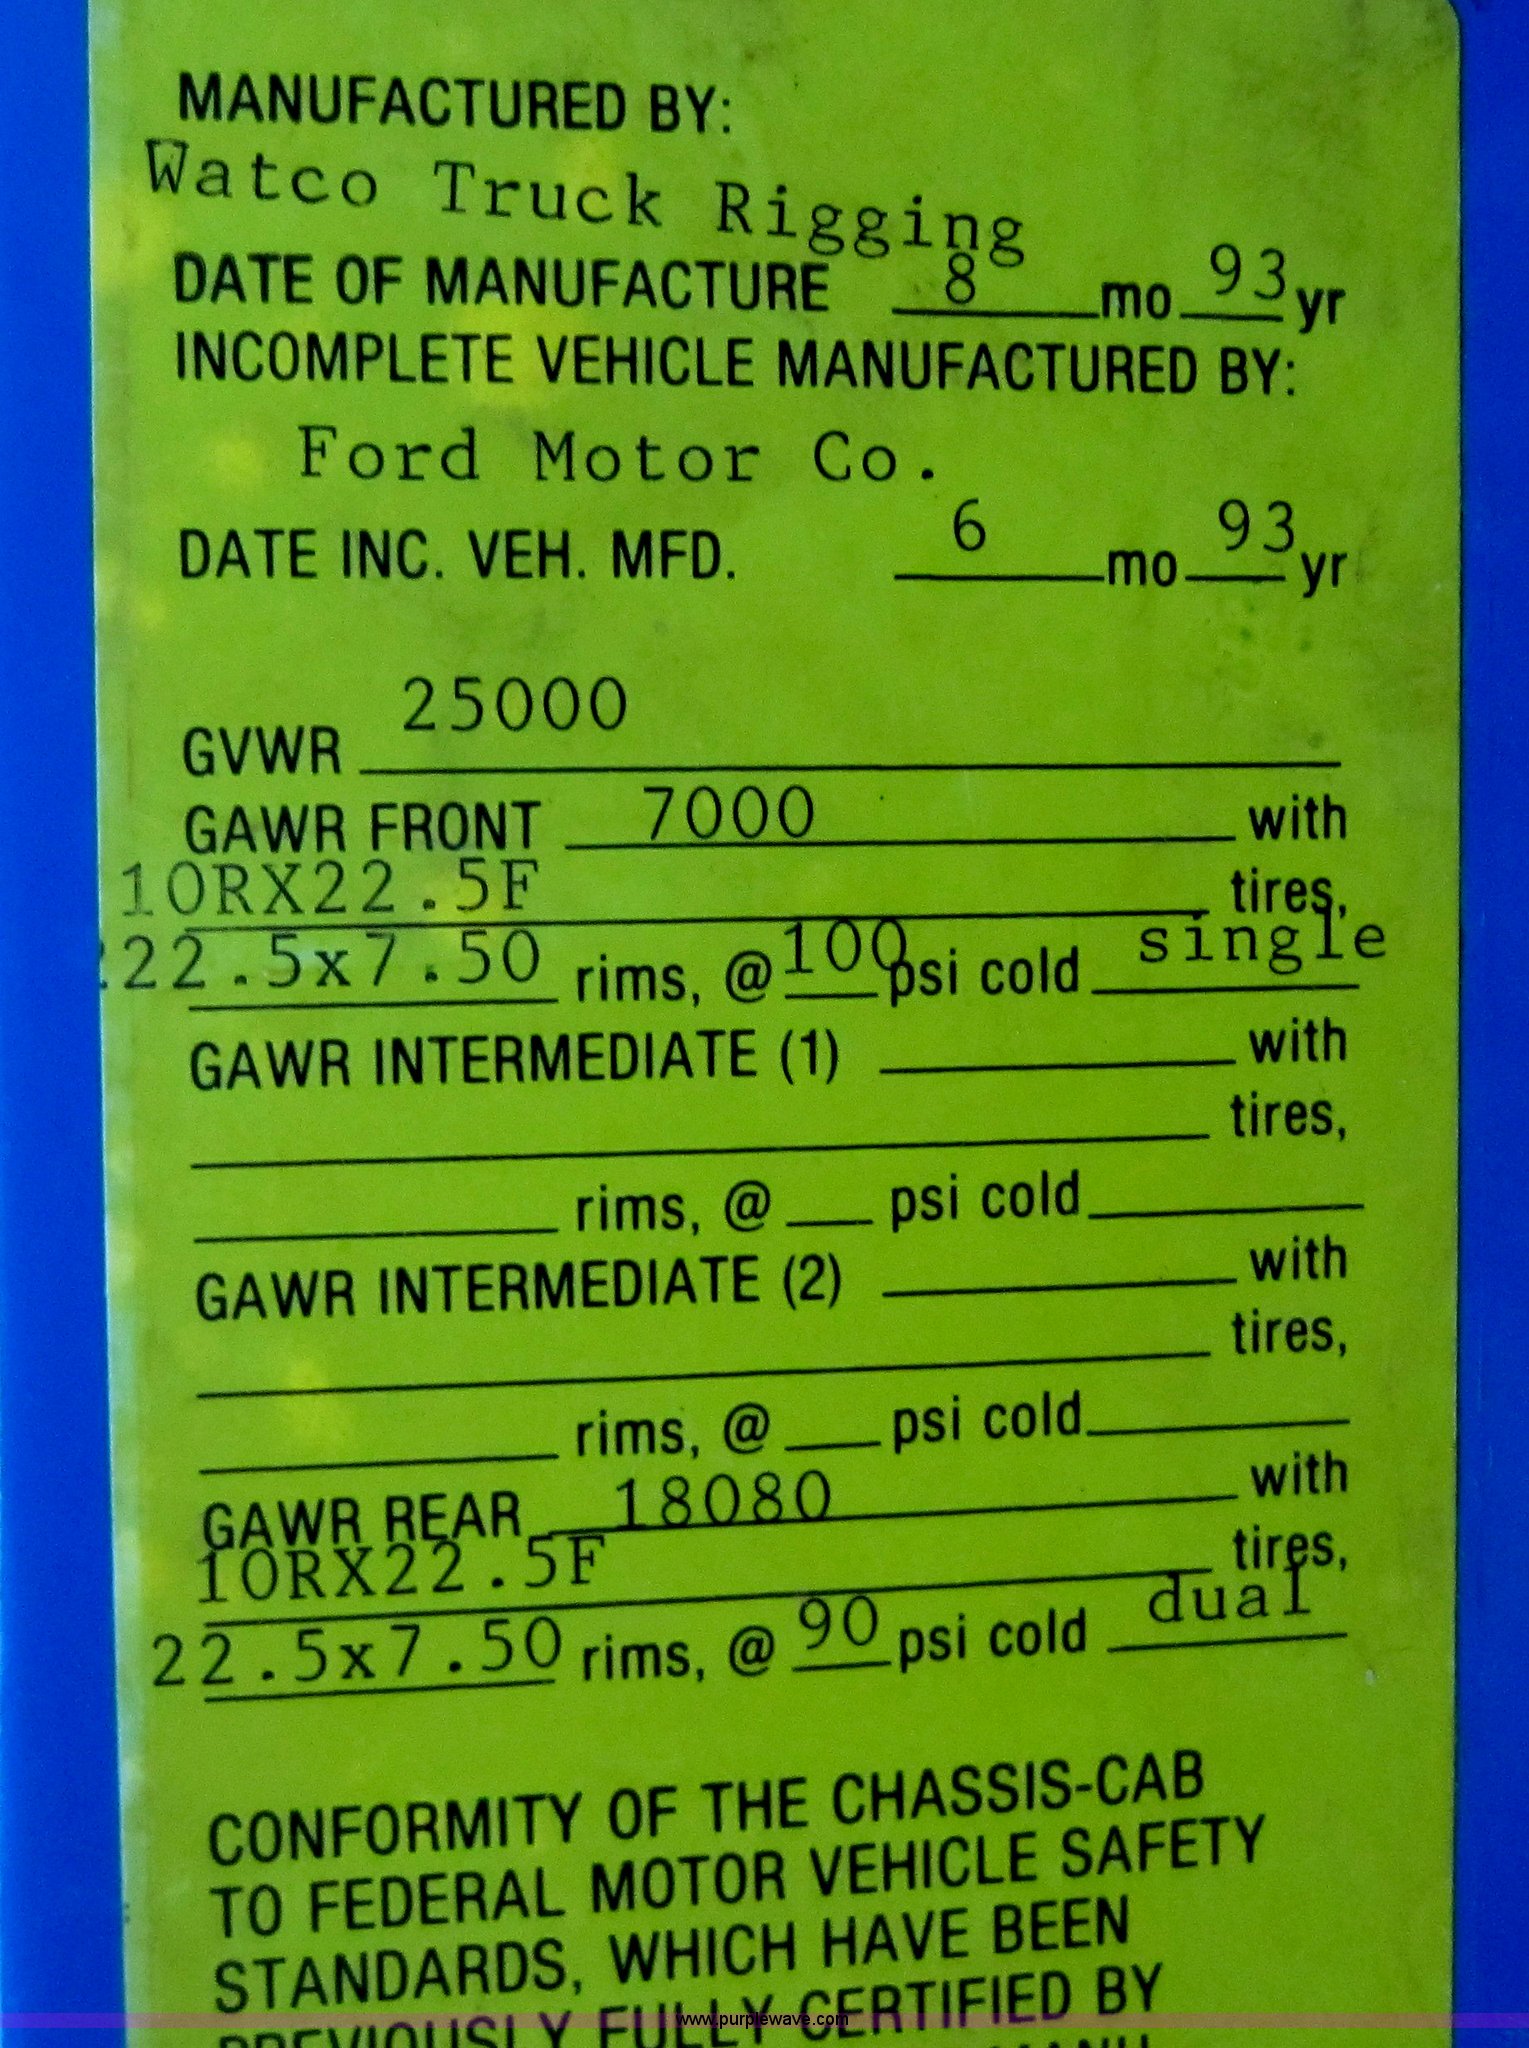 MANUFACTURED BY:
Watco Truck Rigging
DATE OF MANUFACTURE 8 mo 93 yr
INCOMPLETE VEHICLE MANUFACTURED BY:
Ford Motor Co.
DATE INC. VEH. MFD. 6 mo 93 yr
GVWR 25000
GAWR FRONT 7000 with
10RX22.5F tires,
22.5x7.50 rims, @ 100 psi cold single
GAWR INTERMEDIATE (1) with
tires,
rims, @ psi cold
GAWR INTERMEDIATE (2) with
tires,
rims, @ psi cold
GAWR REAR 18080 with
10RX22.5F tires,
22.5x7.50 rims, @ 90 psi cold dual
CONFORMITY OF THE CHASSIS-CAB
TO FEDERAL MOTOR VEHICLE SAFETY
STANDARDS, WHICH HAVE BEEN
PREVIOUSLY FULLY CERTIFIED BY
www.purplewave.com